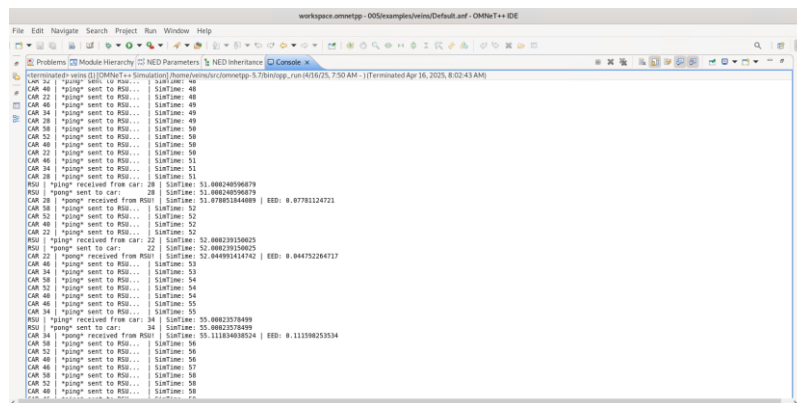 workspace.omnetpp - 005/examples/veins/Default.anf - OMNeT++ IDE
File Edit Navigate Search Project Run Window Help
Problems Module Hierarchy NED Parameters NED Inheritance Console
<terminated> veins (1) [OMNeT++ Simulation] /home/veins/src/omnetpp-5.7/bin/opp_run (4/16/25, 7:50 AM - ) (Terminated Apr 16, 2025, 8:02:43 AM)
CAR 52 | *ping* sent to RSU... | SimTime: 48
CAR 40 | *ping* sent to RSU... | SimTime: 48
CAR 22 | *ping* sent to RSU... | SimTime: 48
CAR 46 | *ping* sent to RSU... | SimTime: 49
CAR 34 | *ping* sent to RSU... | SimTime: 49
CAR 28 | *ping* sent to RSU... | SimTime: 49
CAR 58 | *ping* sent to RSU... | SimTime: 50
CAR 52 | *ping* sent to RSU... | SimTime: 50
CAR 40 | *ping* sent to RSU... | SimTime: 50
CAR 22 | *ping* sent to RSU... | SimTime: 50
CAR 46 | *ping* sent to RSU... | SimTime: 51
CAR 34 | *ping* sent to RSU... | SimTime: 51
CAR 28 | *ping* sent to RSU... | SimTime: 51
RSU | *ping* received from car: 28 | SimTime: 51.000240596879
RSU | *pong* sent to car: 28 | SimTime: 51.000240596879
CAR 28 | *pong* received from RSU! | SimTime: 51.078051844089 | EED: 0.07781124721
CAR 58 | *ping* sent to RSU... | SimTime: 52
CAR 52 | *ping* sent to RSU... | SimTime: 52
CAR 40 | *ping* sent to RSU... | SimTime: 52
CAR 22 | *ping* sent to RSU... | SimTime: 52
RSU | *ping* received from car: 22 | SimTime: 52.000239150025
RSU | *pong* sent to car: 22 | SimTime: 52.000239150025
CAR 22 | *pong* received from RSU! | SimTime: 52.044991414742 | EED: 0.044752264717
CAR 46 | *ping* sent to RSU... | SimTime: 53
CAR 34 | *ping* sent to RSU... | SimTime: 53
CAR 58 | *ping* sent to RSU... | SimTime: 54
CAR 52 | *ping* sent to RSU... | SimTime: 54
CAR 40 | *ping* sent to RSU... | SimTime: 54
CAR 46 | *ping* sent to RSU... | SimTime: 55
CAR 34 | *ping* sent to RSU... | SimTime: 55
RSU | *ping* received from car: 34 | SimTime: 55.00023578499
RSU | *pong* sent to car: 34 | SimTime: 55.00023578499
CAR 34 | *pong* received from RSU! | SimTime: 55.111834038524 | EED: 0.111598253534
CAR 58 | *ping* sent to RSU... | SimTime: 56
CAR 52 | *ping* sent to RSU... | SimTime: 56
CAR 40 | *ping* sent to RSU... | SimTime: 56
CAR 46 | *ping* sent to RSU... | SimTime: 57
CAR 58 | *ping* sent to RSU... | SimTime: 58
CAR 52 | *ping* sent to RSU... | SimTime: 58
CAR 40 | *ping* sent to RSU... | SimTime: 58